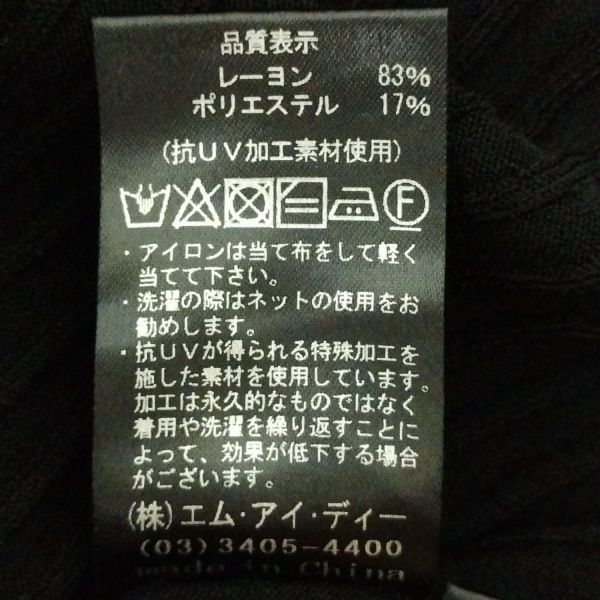 品質表示
レーヨン 83%
ポリエステル 17%
(抗UV加工素材使用)
F
・アイロンは当て布をして軽く
当てて下さい。
・洗濯の際はネットの使用をお
勧めします。
・抗UVが得られる特殊加工を
施した素材を使用しています。
加工は永久的なものではなく
着用や洗濯を繰り返すことに
よって、効果が低下する場合
がございます。
(株)エム・アイ・ディー
(03)3405-4400
made in China